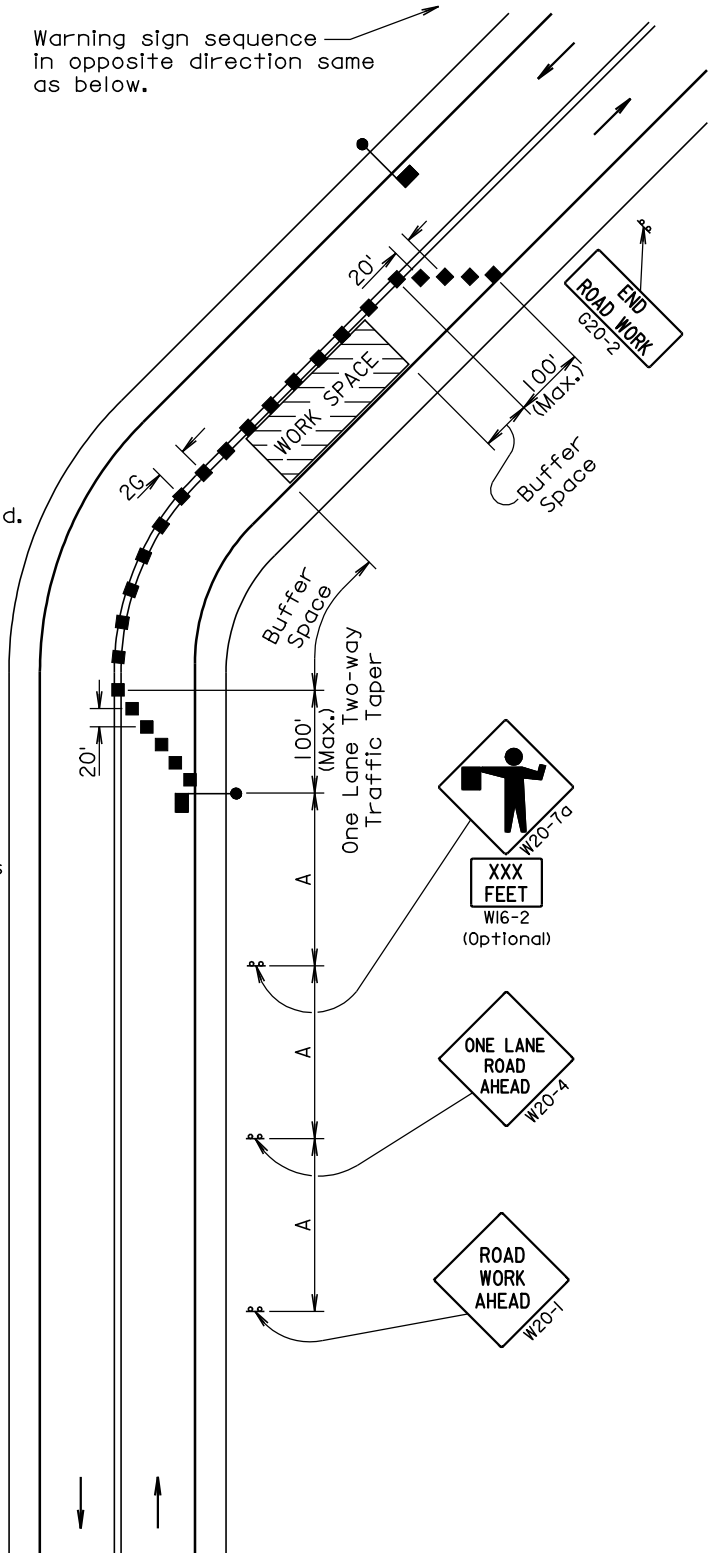 Warning sign sequence
in opposite direction same
as below.
20'
END
ROAD WORK
G20-2
100'
(Max.)
WORK SPACE
Buffer
Space
2G
d.
Buffer
Space
One Lane Two-way
Traffic Taper
100'
(Max.)
20'
W20-7a
XXX
FEET
W16-2
(Optional)
s
A
A
ONE LANE
ROAD
AHEAD
W20-4
A
ROAD
WORK
AHEAD
W20-1